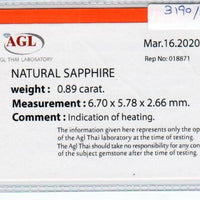 3190/
AGL
AGL THAI LABORATORY
Mar.16.2020
Rep No: 018871
NATURAL SAPPHIRE
weight : 0.89 carat.
Measurement : 6.70 x 5.78 x 2.66 mm.
Comment : Indication of heating.
The information given here represents only the op
of the AGL Thai Laboratory at the time of testing.
The AGL Thai should take no responsibility for any con
of the subject gemstone after the time of testing.